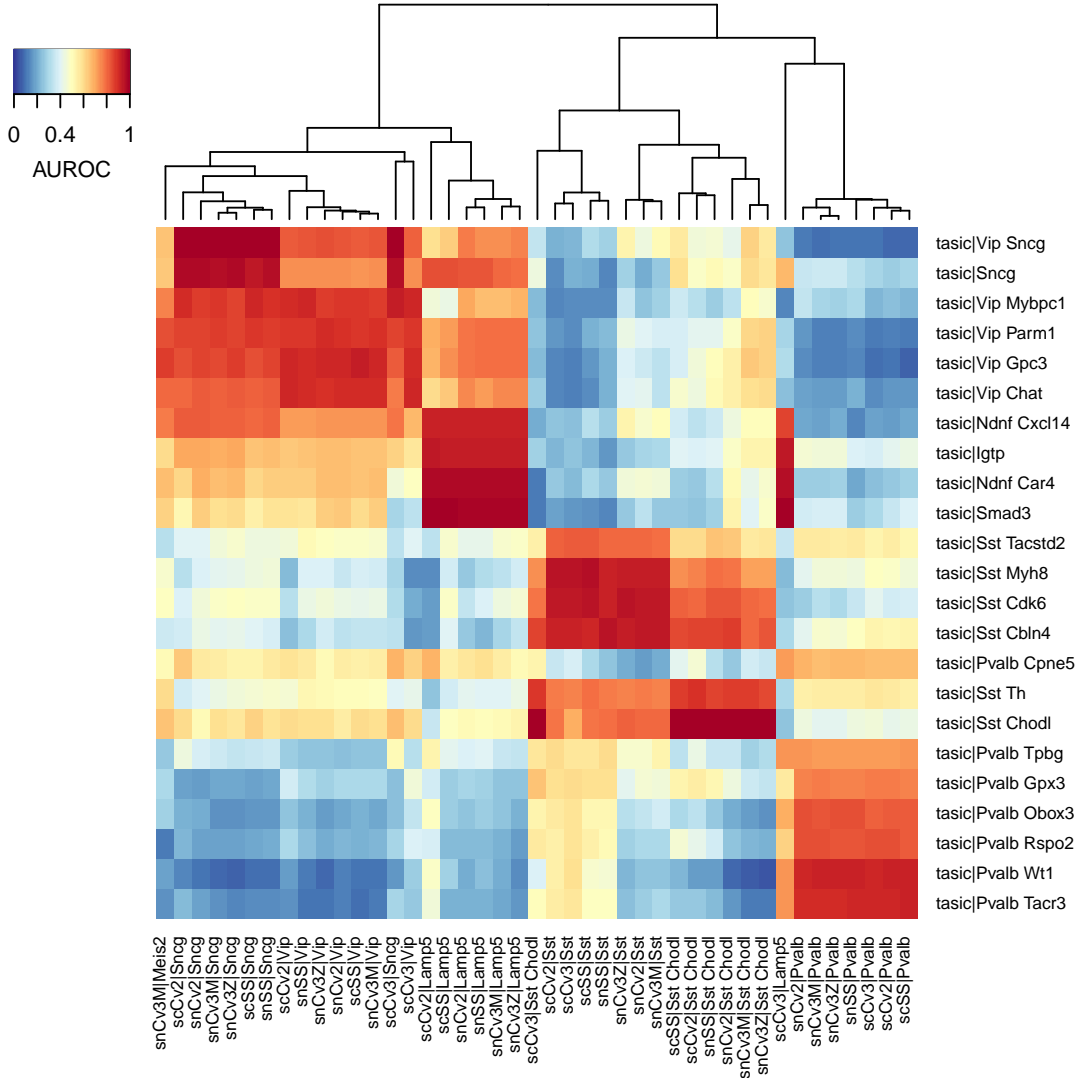 0 0.4 1
AUROC
tasic|Vip Sncg
tasic|Sncg
tasic|Vip Mybpc1
tasic|Vip Parm1
tasic|Vip Gpc3
tasic|Vip Chat
tasic|Ndnf Cxcl14
tasic|Igtp
tasic|Ndnf Car4
tasic|Smad3
tasic|Sst Tacstd2
tasic|Sst Myh8
tasic|Sst Cdk6
tasic|Sst Cbln4
tasic|Pvalb Cpne5
tasic|Sst Th
tasic|Sst Chodl
tasic|Pvalb Tpbg
tasic|Pvalb Gpx3
tasic|Pvalb Obox3
tasic|Pvalb Rspo2
tasic|Pvalb Wt1
tasic|Pvalb Tacr3
snCv3M|Meis2
scCv2|Sncg
snCv2|Sncg
snCv3M|Sncg
snCv3Z|Sncg
scSS|Sncg
snSS|Sncg
scCv2|Vip
snSS|Vip
snCv3Z|Vip
snCv2|Vip
scSS|Vip
snCv3M|Vip
scCv3|Sncg
scCv3|Vip
scCv2|Lamp5
scSS|Lamp5
snCv2|Lamp5
snSS|Lamp5
snCv3M|Lamp5
snCv3Z|Lamp5
scCv3|Sst Chodl
scCv2|Sst
scCv3|Sst
scSS|Sst
snSS|Sst
snCv3Z|Sst
snCv2|Sst
snCv3M|Sst
scSS|Sst Chodl
scCv2|Sst Chodl
snSS|Sst Chodl
snCv2|Sst Chodl
snCv3M|Sst Chodl
snCv3Z|Sst Chodl
scCv3|Lamp5
snCv2|Pvalb
snCv3M|Pvalb
snCv3Z|Pvalb
snSS|Pvalb
scCv3|Pvalb
scCv2|Pvalb
scSS|Pvalb